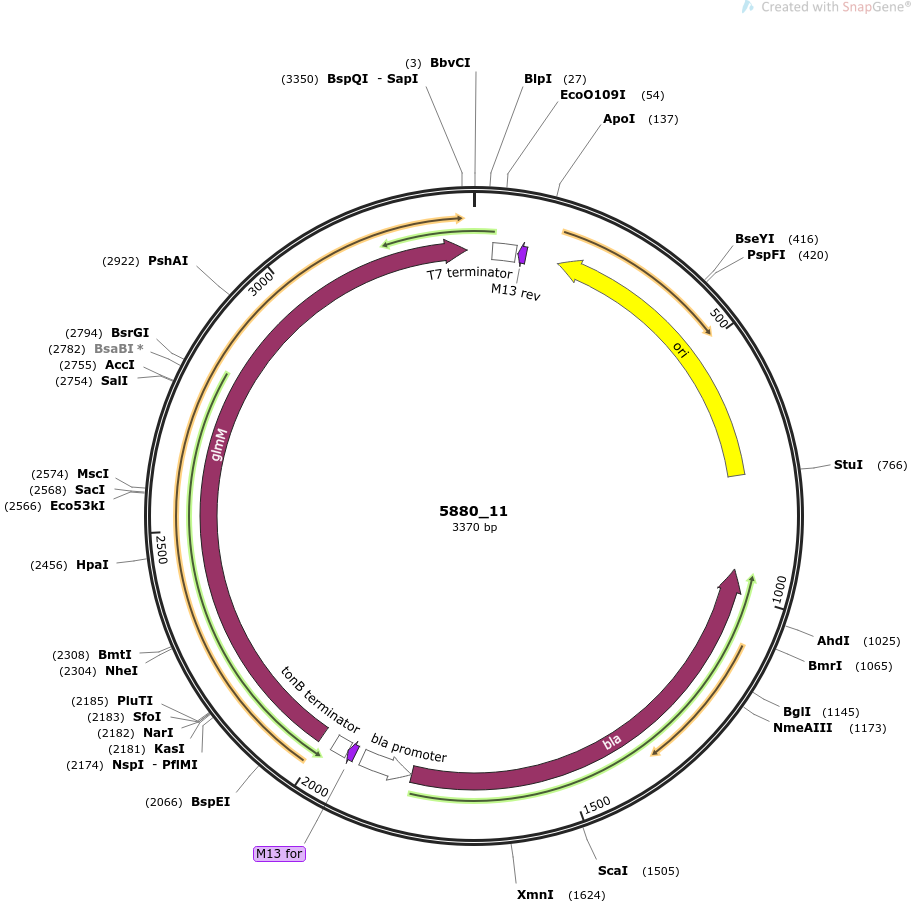 Created with SnapGene®
(3) BbvCI
(3350) BspQI - SapI
BlpI (27)
EcoO109I (54)
ApoI (137)
BseYI (416)
PspFI (420)
StuI (766)
AhdI (1025)
BmrI (1065)
BglI (1145)
NmeAIII (1173)
ScaI (1505)
XmnI (1624)
(2922) PshAI
(2794) BsrGI
(2782) BsaBI *
(2755) AccI
(2754) SalI
(2574) MscI
(2568) SacI
(2566) Eco53kI
(2456) HpaI
(2308) BmtI
(2304) NheI
(2185) PluTI
(2183) SfoI
(2182) NarI
(2181) KasI
(2174) NspI - PflMI
(2066) BspEI
M13 for
T7 terminator
M13 rev
ori
glmM
tonB terminator
bla promoter
bla
500
1000
1500
2000
2500
3000
5880_11
3370 bp